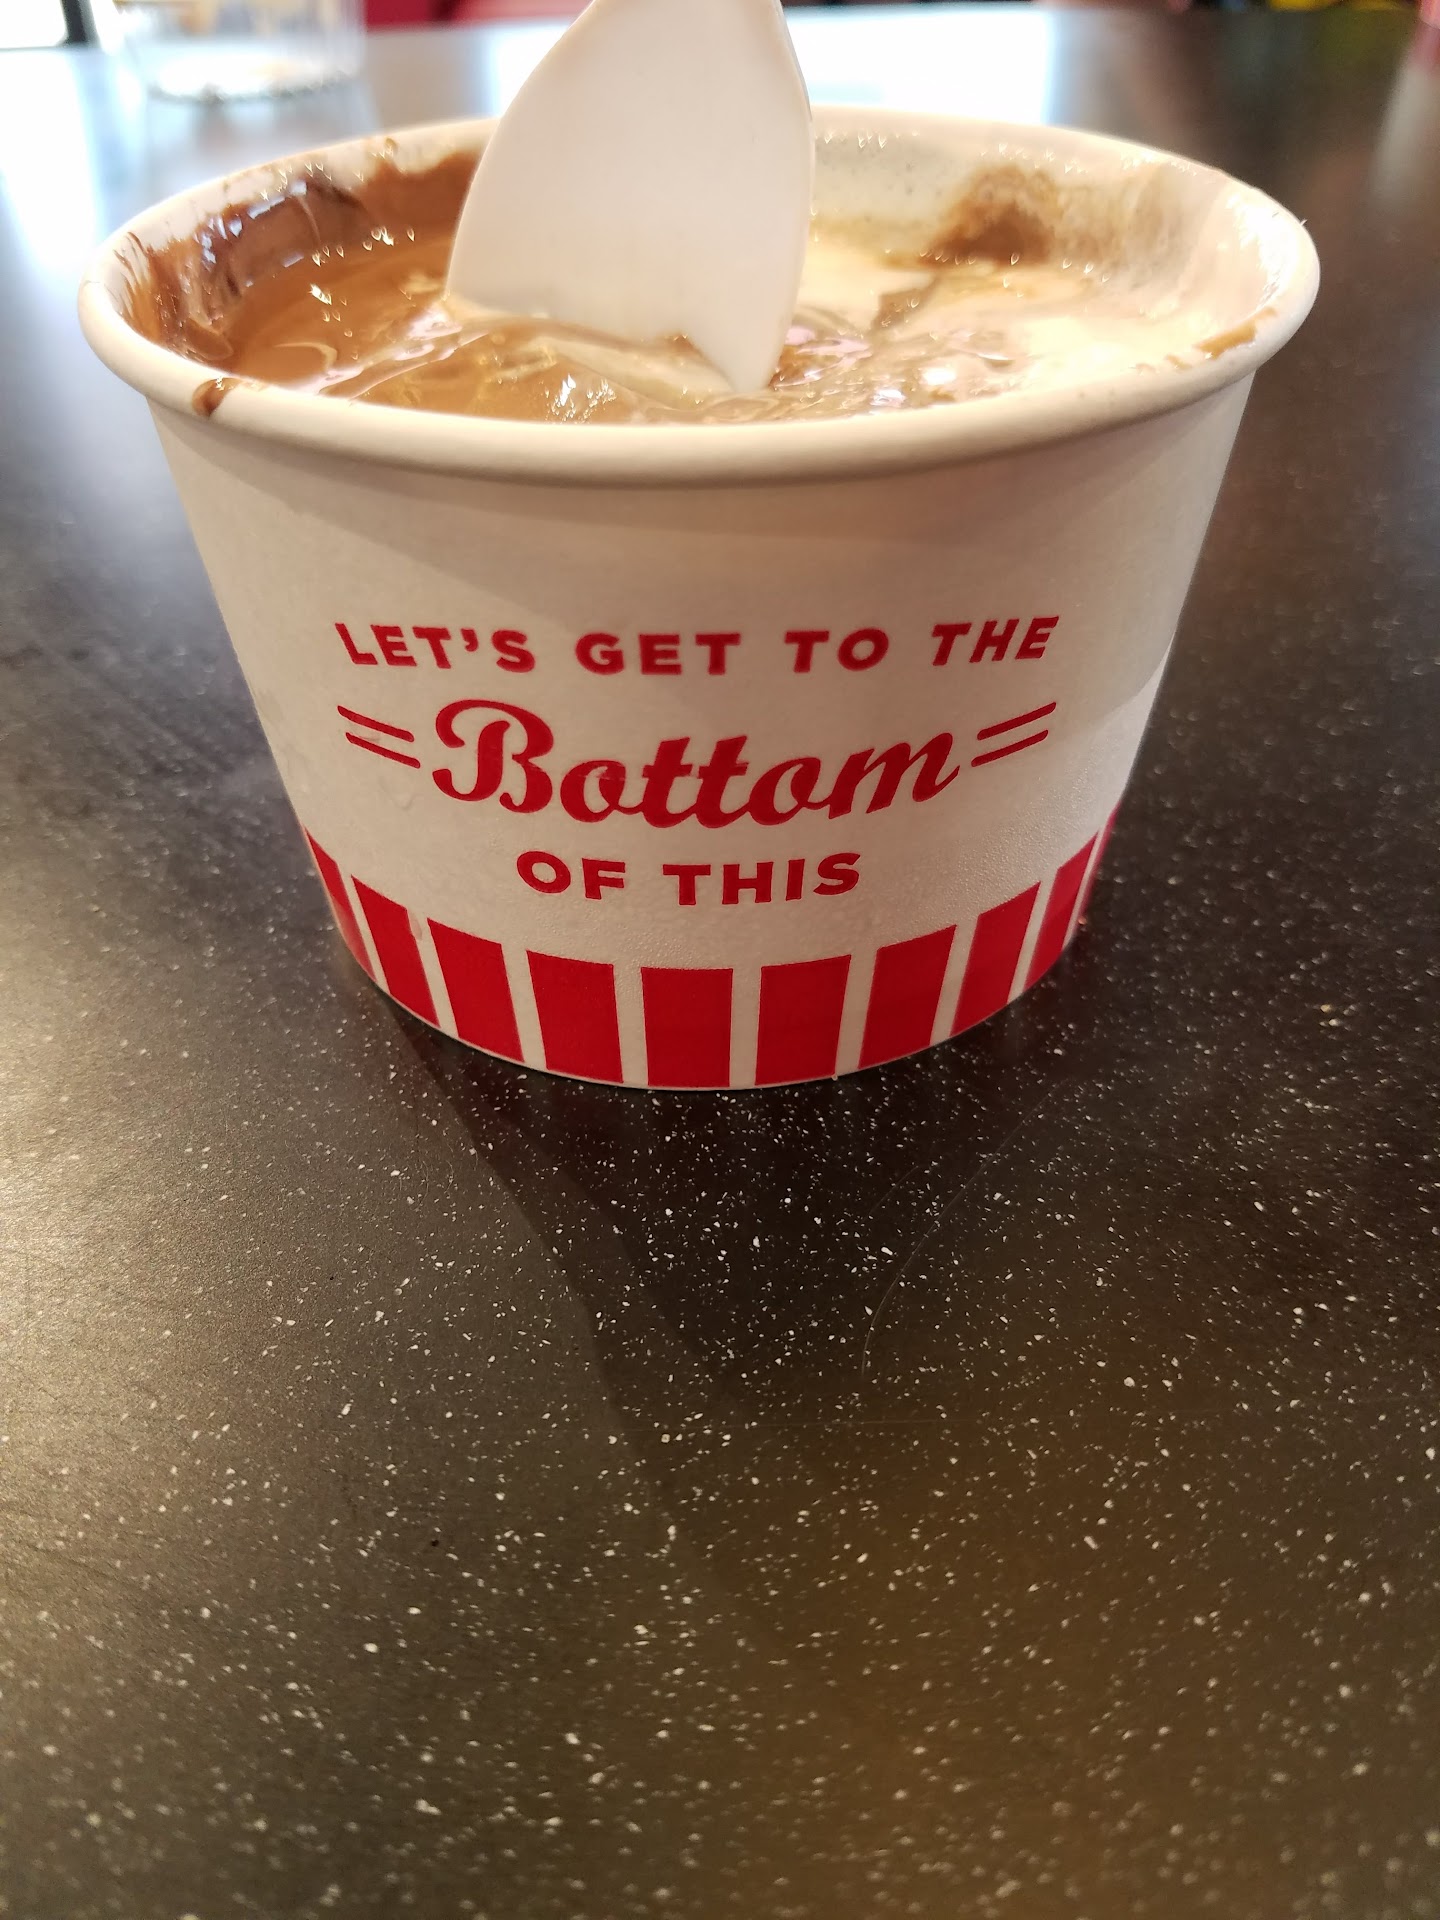 LET'S GET TO THE
Bottom
OF THIS